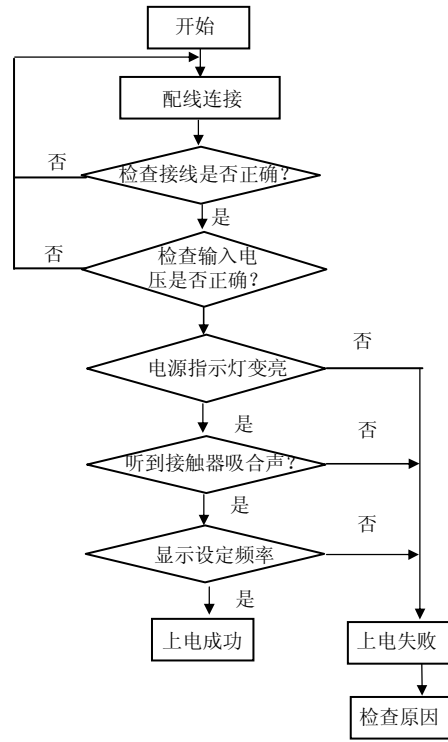 开始
配线连接
否
检查接线是否正确？
是
否
检查输入电
压是否正确？
否
电源指示灯变亮
是
否
听到接触器吸合声？
是
否
显示设定频率
是
上电成功
上电失败
检查原因